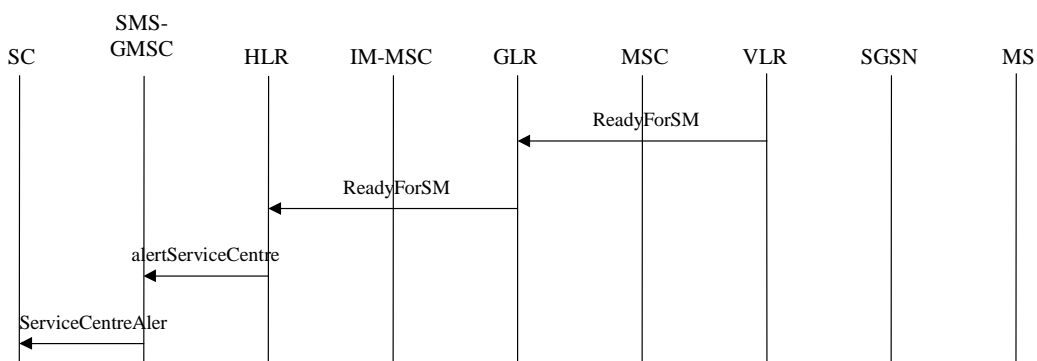 SMS-
GMSC
SC HLR IM-MSC GLR MSC VLR SGSN MS
ReadyForSM
ReadyForSM
alertServiceCentre
ServiceCentreAler